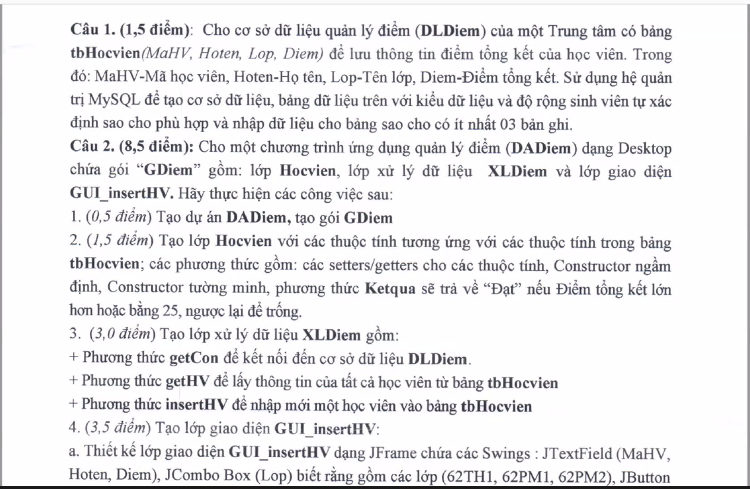 Câu 1. (1,5 điểm): Cho cơ sở dữ liệu quản lý điểm (DLDiem) của một Trung tâm có bảng
tbHocvien(MaHV, Hoten, Lop, Diem) để lưu thông tin điểm tổng kết của học viên. Trong
đó: MaHV-Mã học viên, Hoten-Họ tên, Lop-Tên lớp, Diem-Điểm tổng kết. Sử dụng hệ quản
trị MySQL để tạo cơ sở dữ liệu, bảng dữ liệu trên với kiểu dữ liệu và độ rộng sinh viên tự xác
định sao cho phù hợp và nhập dữ liệu cho bảng sao cho có ít nhất 03 bản ghi.
Câu 2. (8,5 điểm): Cho một chương trình ứng dụng quản lý điểm (DADiem) dạng Desktop
chứa gói “GDiem” gồm: lớp Hocvien, lớp xử lý dữ liệu XLDiem và lớp giao diện
GUI_insertHV. Hãy thực hiện các công việc sau:
1. (0,5 điểm) Tạo dự án DADiem, tạo gói GDiem
2. (1,5 điểm) Tạo lớp Hocvien với các thuộc tính tương ứng với các thuộc tính trong bảng
tbHocvien; các phương thức gồm: các setters/getters cho các thuộc tính, Constructor ngầm
định, Constructor tường minh, phương thức Ketqua sẽ trả về “Đạt” nếu Điểm tổng kết lớn
hơn hoặc bằng 25, ngược lại để trống.
3. (3,0 điểm) Tạo lớp xử lý dữ liệu XLDiem gồm:
+ Phương thức getCon để kết nối đến cơ sở dữ liệu DLDiem.
+ Phương thức getHV để lấy thông tin của tất cả học viên từ bảng tbHocvien
+ Phương thức insertHV để nhập mới một học viên vào bảng tbHocvien
4. (3,5 điểm) Tạo lớp giao diện GUI_insertHV:
a. Thiết kế lớp giao diện GUI_insertHV dạng JFrame chứa các Swings : JTextField (MaHV,
Hoten, Diem), JCombo Box (Lop) biết rằng gồm các lớp (62TH1, 62PM1, 62PM2), JButton